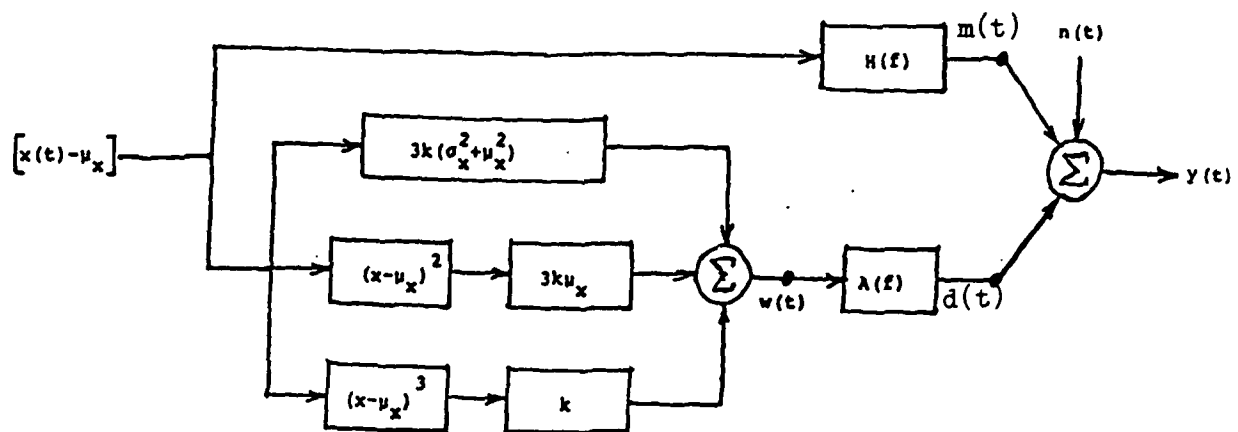 m(t)
n(t)
H(f)
[x(t)-μx]
3k(σx²+μx²)
Σ
y(t)
(x-μx)²
3kμx
Σ
w(t)
A(f)
d(t)
(x-μx)³
k